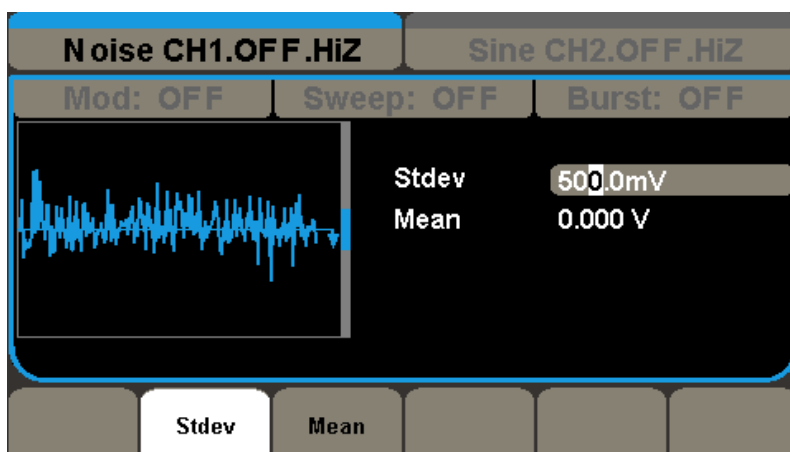 Noise CH1.OFF.HiZ Sine CH2.OFF.HiZ
Mod: OFF Sweep: OFF Burst: OFF
Stdev 500.0mV
Mean 0.000 V
Stdev Mean